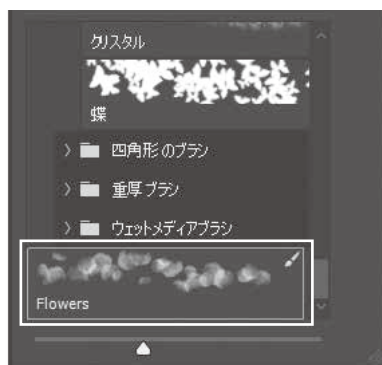 クリスタル
蝶
四角形のブラシ
重厚ブラシ
ウェットメディアブラシ
Flowers